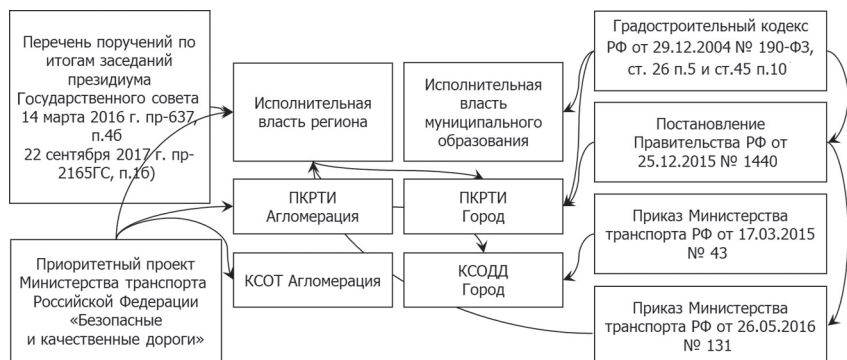 Перечень поручений по
итогам заседаний
президиума
Государственного совета
14 марта 2016 г. пр-637,
п.4б
22 сентября 2017 г. пр-
2165ГС, п.1б)
Приоритетный проект
Министерства транспорта
Российской Федерации
«Безопасные
и качественные дороги»
Исполнительная
власть региона
ПКРТИ
Агломерация
КСОТ Агломерация
Исполнительная
власть
муниципального
образования
ПКРТИ
Город
КСОДД
Город
Градостроительный кодекс
РФ от 29.12.2004 № 190-ФЗ,
ст. 26 п.5 и ст.45 п.10
Постановление
Правительства РФ от
25.12.2015 № 1440
Приказ Министерства
транспорта РФ от 17.03.2015
№ 43
Приказ Министерства
транспорта РФ от 26.05.2016
№ 131